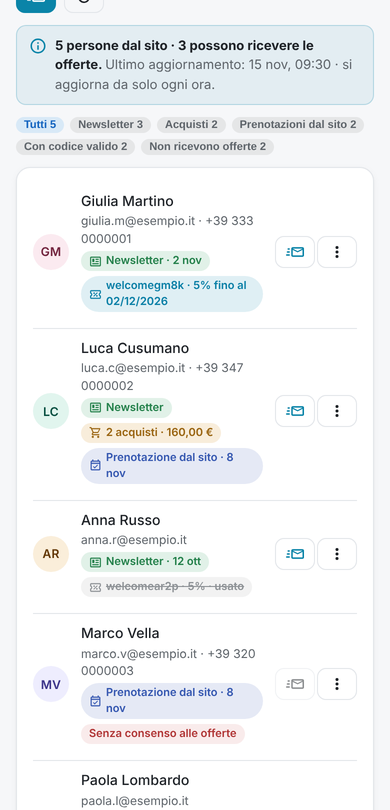 5 persone dal sito · 3 possono ricevere le
offerte. Ultimo aggiornamento: 15 nov, 09:30 · si
aggiorna da solo ogni ora.
Tutti 5
Newsletter 3
Acquisti 2
Prenotazioni dal sito 2
Con codice valido 2
Non ricevono offerte 2
GM
Giulia Martino
giulia.m@esempio.it · +39 333
0000001
Newsletter · 2 nov
welcomegm8k · 5% fino al
02/12/2026
LC
Luca Cusumano
luca.c@esempio.it · +39 347
0000002
Newsletter
2 acquisti · 160,00 €
Prenotazione dal sito · 8
nov
AR
Anna Russo
anna.r@esempio.it
Newsletter · 12 ott
welcomear2p · 5% · usato
MV
Marco Vella
marco.v@esempio.it · +39 320
0000003
Prenotazione dal sito · 8
nov
Senza consenso alle offerte
Paola Lombardo
paola.l@esempio.it